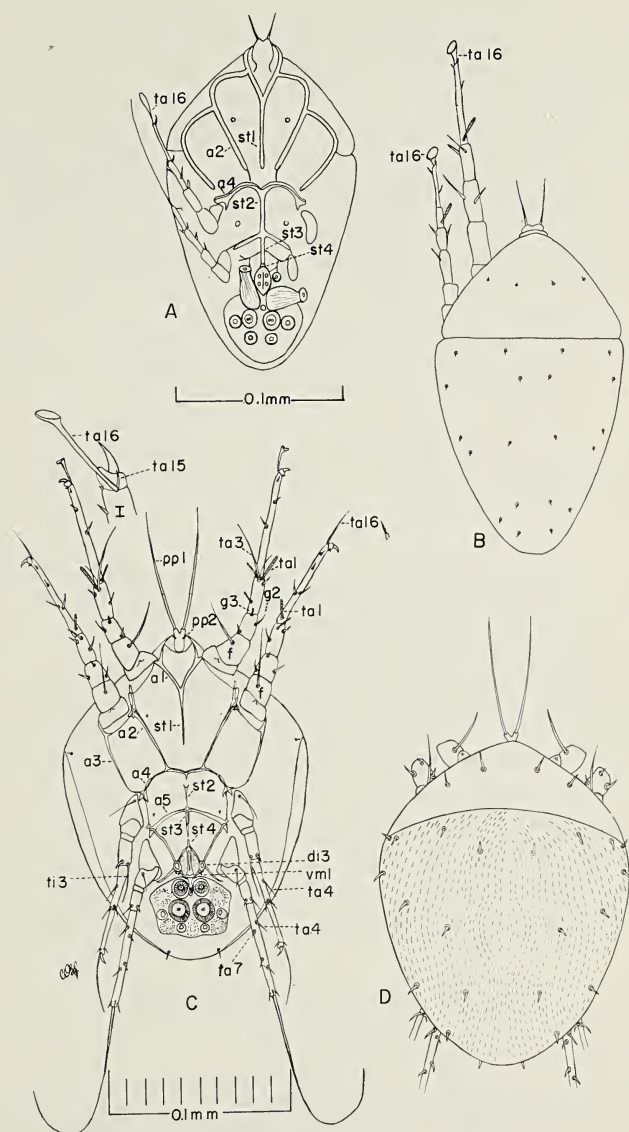 ta16
st1
a2
a4
st2
st3
st4
A
0.1mm
ta16
ta16
B
ta16
ta15
I
pp1
pp2
ta3
ta1
g3
g2
ta16
ta1
f
f
a1
a2
st1
a3
a4
a5
st2
st3
st4
di3
vm1
ti3
ta4
ta4
ta7
C
0.1mm
D